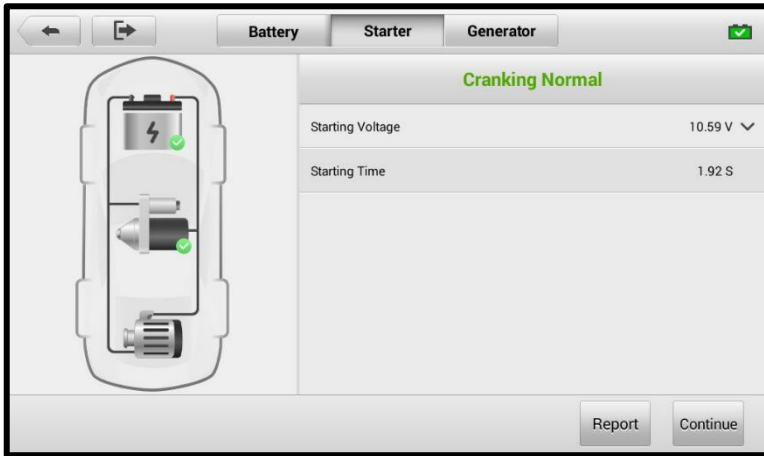 Battery Starter Generator
Cranking Normal
Starting Voltage 10.59 V
Starting Time 1.92 S
Report Continue